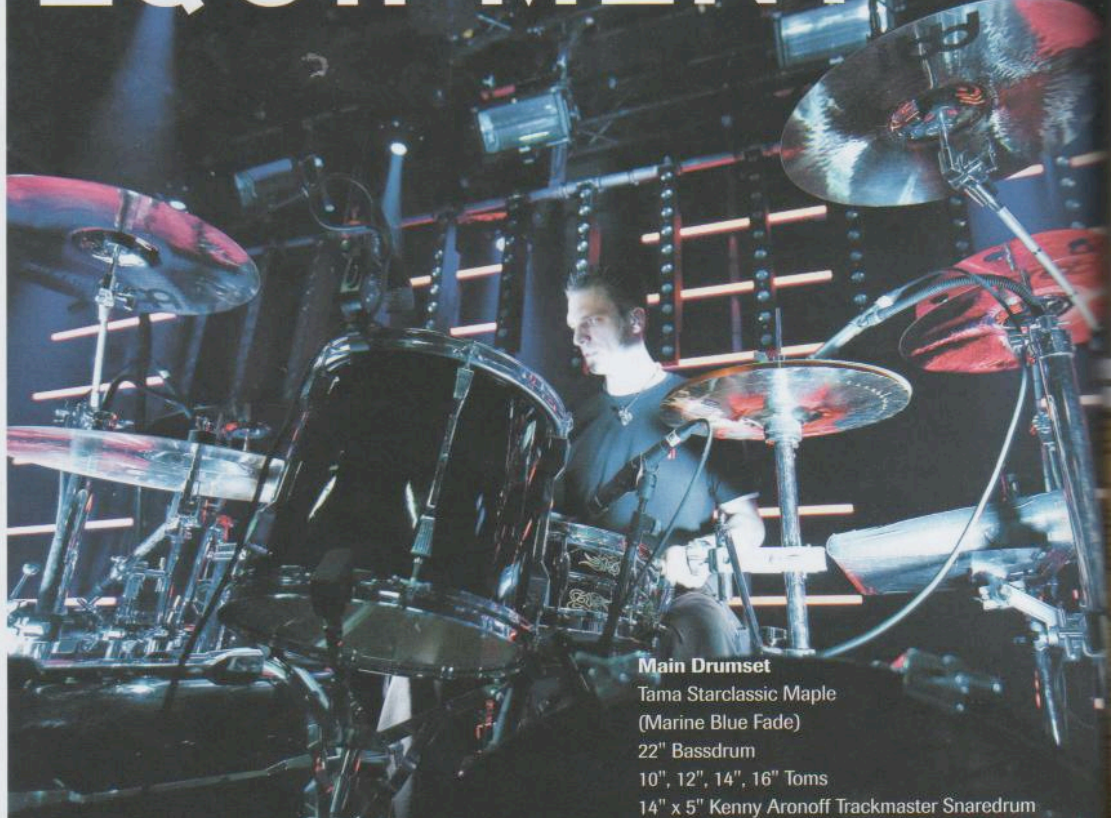 EQUIPMENT
Main Drumset
Tama Starclassic Maple
(Marine Blue Fade)
22" Bassdrum
10", 12", 14", 16" Toms
14" x 5" Kenny Aronoff Trackmaster Snaredrum